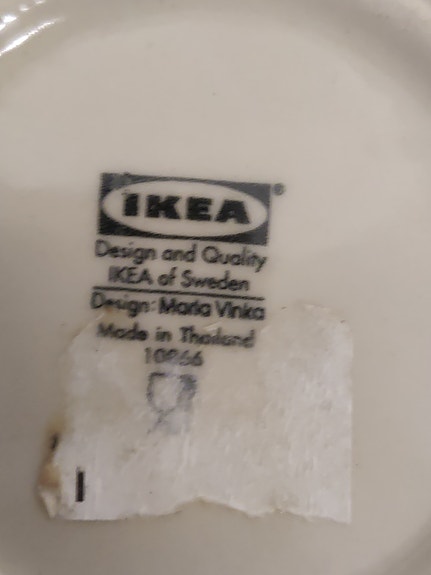 IKEA®
Design and Quality
IKEA of Sweden
Design: Maria Vinka
Made in Thailand